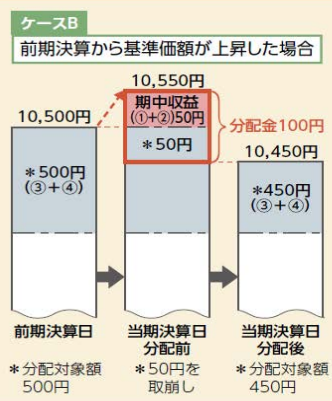 ケースB
前期決算から基準価額が上昇した場合
10,550円
10,500円
期中収益
(①+②)50円
分配金100円
*50円
10,450円
*500円
(③+④)
*450円
(③+④)
前期決算日
当期決算日
分配前
当期決算日
分配後
*分配対象額
500円
*50円を
取崩し
*分配対象額
450円